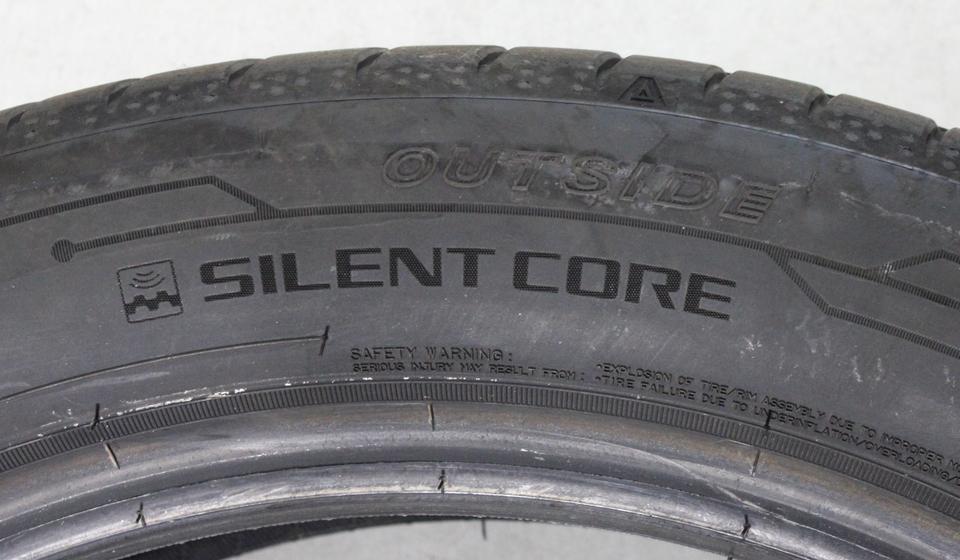 OUTSIDE
SILENT CORE
SAFETY WARNING:
SERIOUS INJURY MAY RESULT FROM:
•EXPLOSION OF TIRE/RIM ASSEMBLY DUE TO IMPROPER
•TIRE FAILURE DUE TO UNDERINFLATION/OVERLOADING/